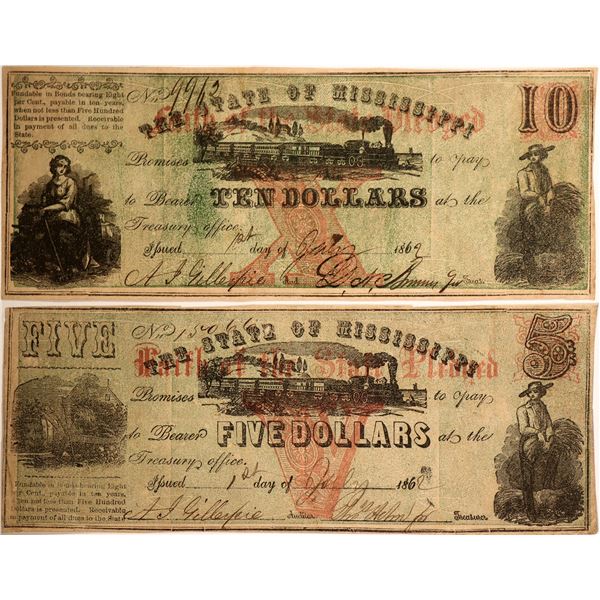 Fundable in Bonds bearing Eight
per Cent., payable in ten years,
when not less than Five Hundred
Dollars is presented. Receivable
in payment of all dues to the
State.
No. 9962
10
THE STATE OF MISSISSIPPI
Faith of the State Pledged
Promises to pay
to Bearer TEN DOLLARS at the
Treasury office.
X
Issued 1st day of July 1862
A J Gillespie
FIVE
No. 15066
5
THE STATE OF MISSISSIPPI
Faith of the State Pledged
Promises to pay
to Bearer FIVE DOLLARS at the
Treasury office.
V
Issued 1st day of July 1862
Fundable in Bonds bearing Eight
per Cent., payable in ten years,
when not less than Five Hundred
Dollars is presented. Receivable
in payment of all dues to the State
A J Gillespie Auditor Treasurer